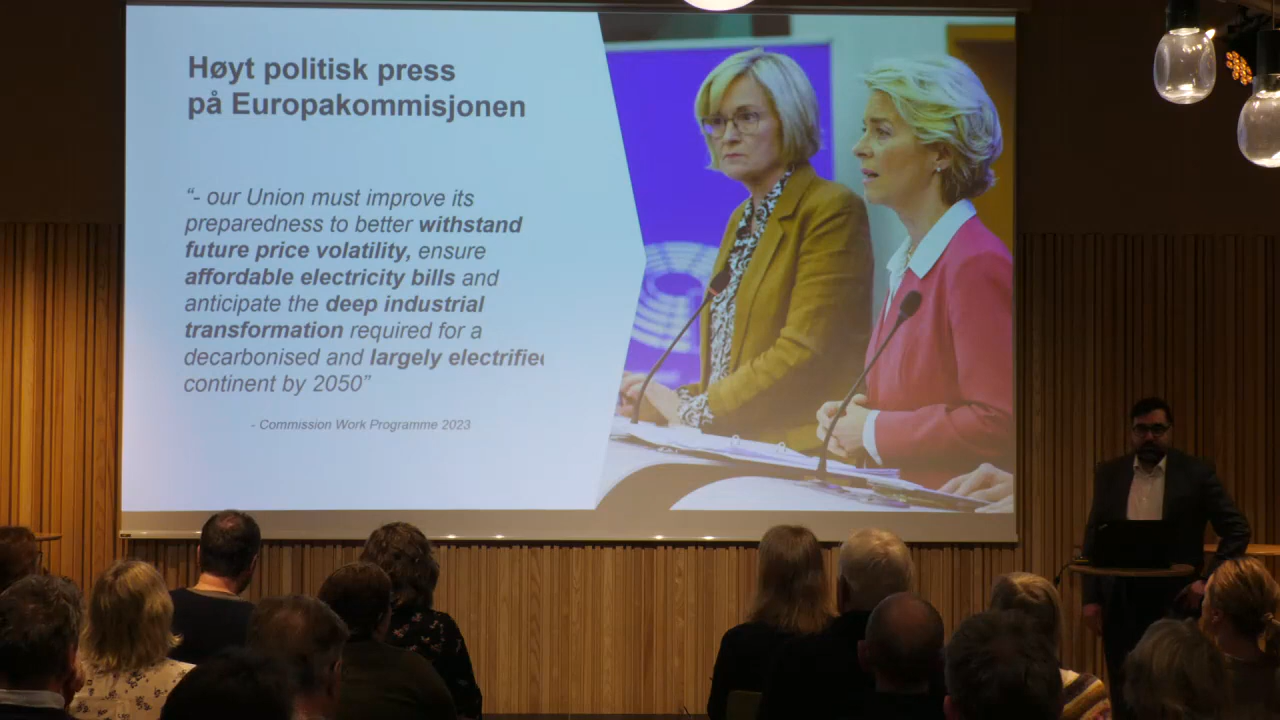 Høyt politisk press
på Europakommisjonen
“- our Union must improve its
preparedness to better withstand
future price volatility, ensure
affordable electricity bills and
anticipate the deep industrial
transformation required for a
decarbonised and largely electrified
continent by 2050”
- Commission Work Programme 2023